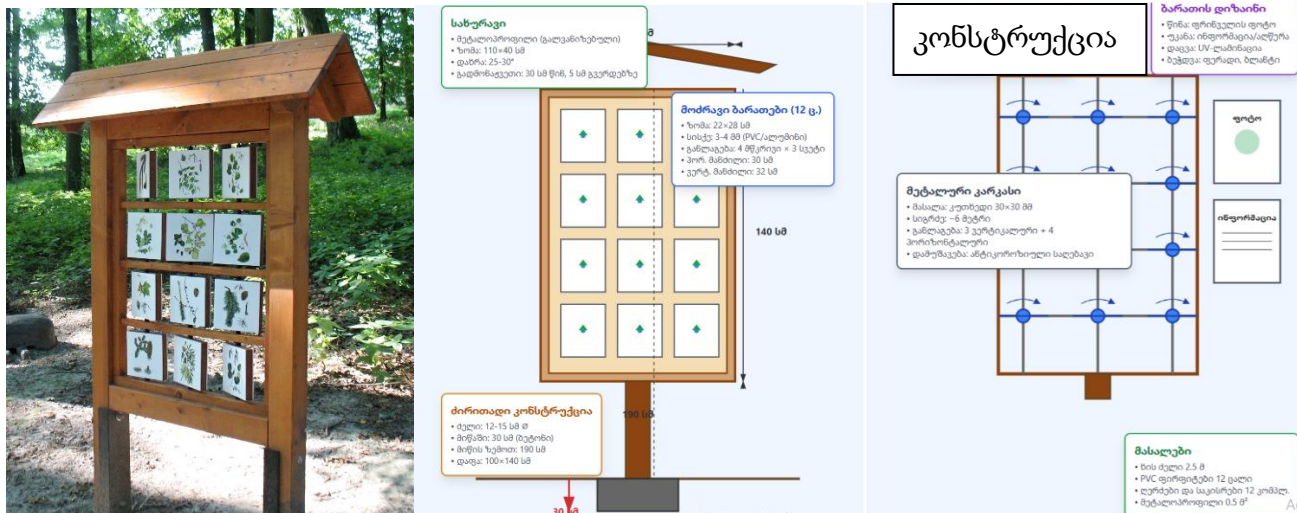 სახურავი
• მეტალოპროფილი (გალვანიზებული)
• ზომა: 110×40 სმ
• დახრა: 25-30°
• გადმონაჟვეთი: 30 სმ წინ, 5 სმ გვერდებზე
მოძრავი ბარათები (12 ც.)
• ზომა: 22×28 სმ
• სისქე: 3-4 მმ (PVC/ალუმინი)
• განლაგება: 4 მწკრივი × 3 სვეტი
• ჰორ. მანძილი: 30 სმ
• ვერტ. მანძილი: 32 სმ
140 სმ
ძირითადი კონსტრუქცია
• ძელი: 12-15 სმ Ø
• მიწაში: 30 სმ (ბეტონი)
• მიწის ზემოთ: 190 სმ
• დაფა: 100×140 სმ
190 სმ
30 სმ
კონსტრუქცია
ბარათის დიზაინი
• წინა: ფრინველის ფოტო
• უკანა: ინფორმაცია/აღწერა
• დაცვა: UV-ლამინაცია
• ბეჭდვა: ფერადი, ბლანტი
ფოტო
ინფორმაცია
მეტალური კარკასი
• მასალა: კუთხედი 30×30 მმ
• სიგრძე: ~6 მეტრი
• განლაგება: 3 ვერტიკალური + 4
ჰორიზონტალური
• დამუშავება: ანტიკოროზიული საღებავი
მასალები
• ხის ძელი 2.5 მ
• PVC ფირფიტები 12 ცალი
• ღერძები და საკისრები 12 კომპლ.
• მეტალოპროფილი 0.5 მ²